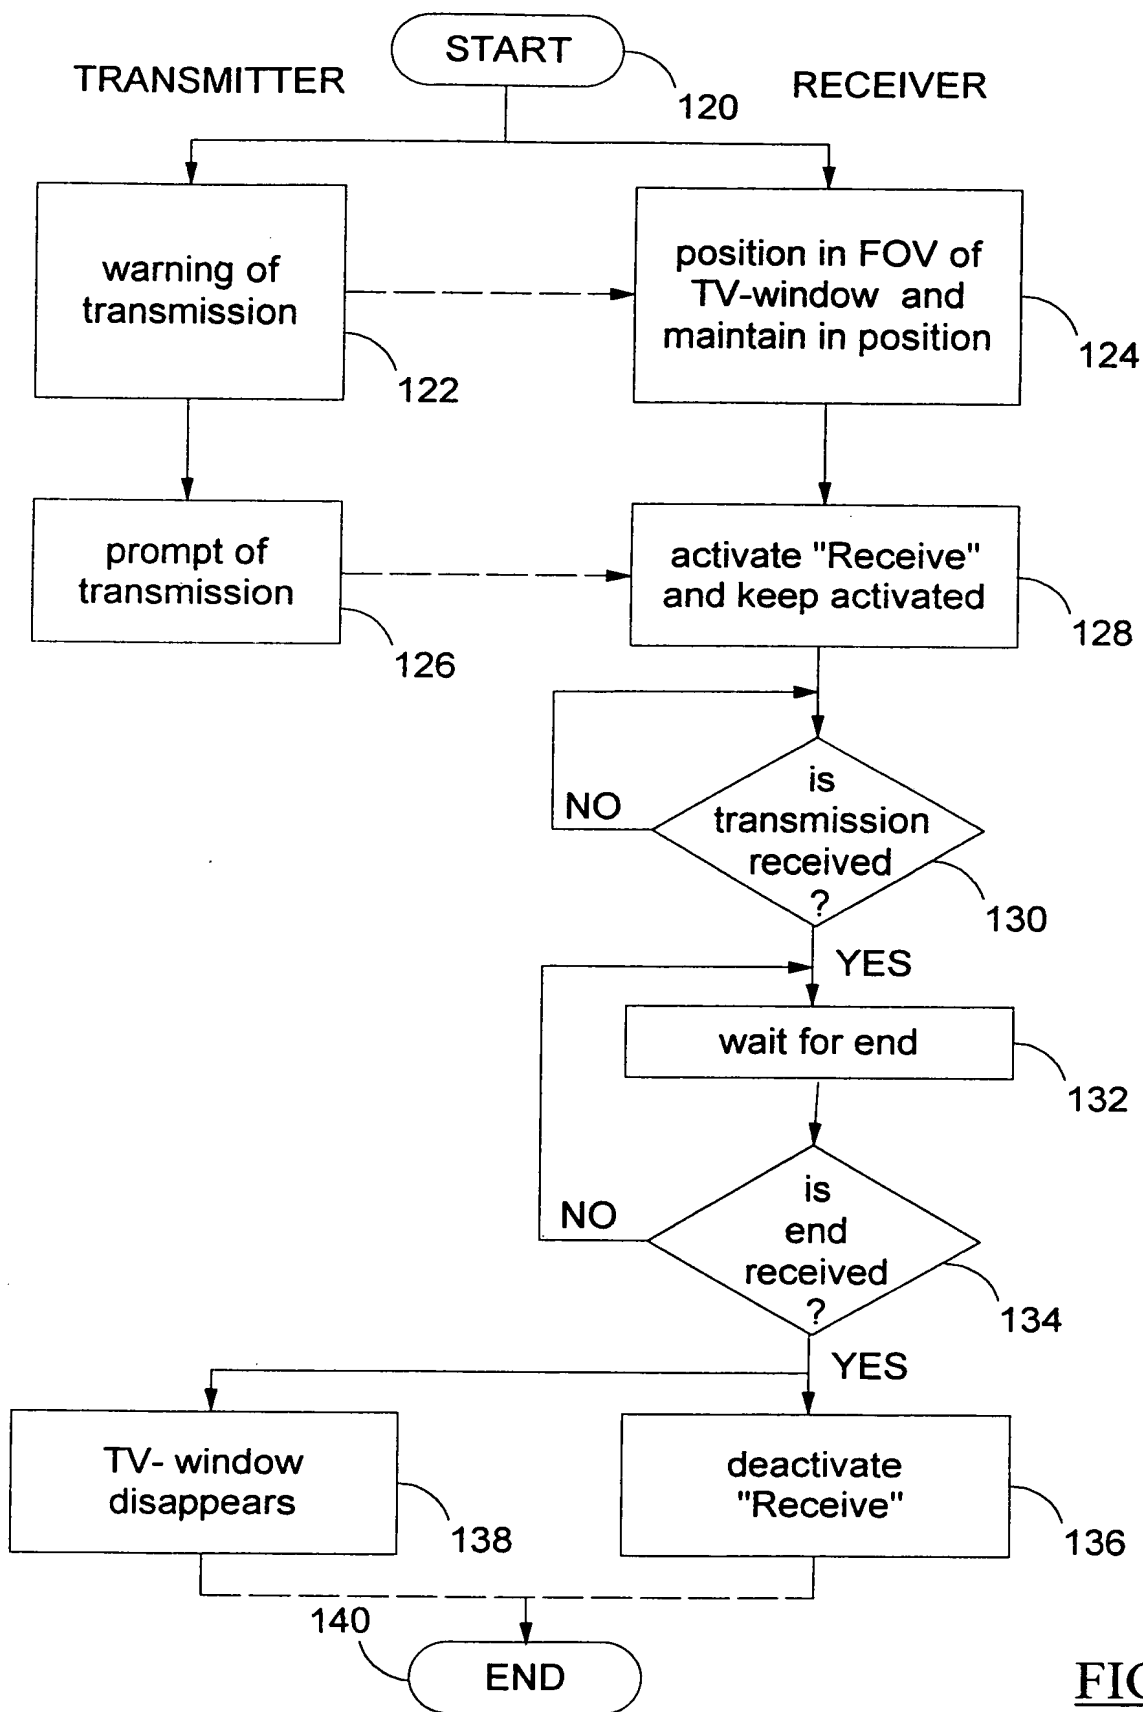 START
TRANSMITTER
120
RECEIVER
warning of
transmission
122
position in FOV of
TV-window and
maintain in position
124
prompt of
transmission
126
activate "Receive"
and keep activated
128
is
transmission
received
?
NO
130
YES
wait for end
132
is
end
received
?
NO
134
YES
TV- window
disappears
138
deactivate
"Receive"
136
140
END